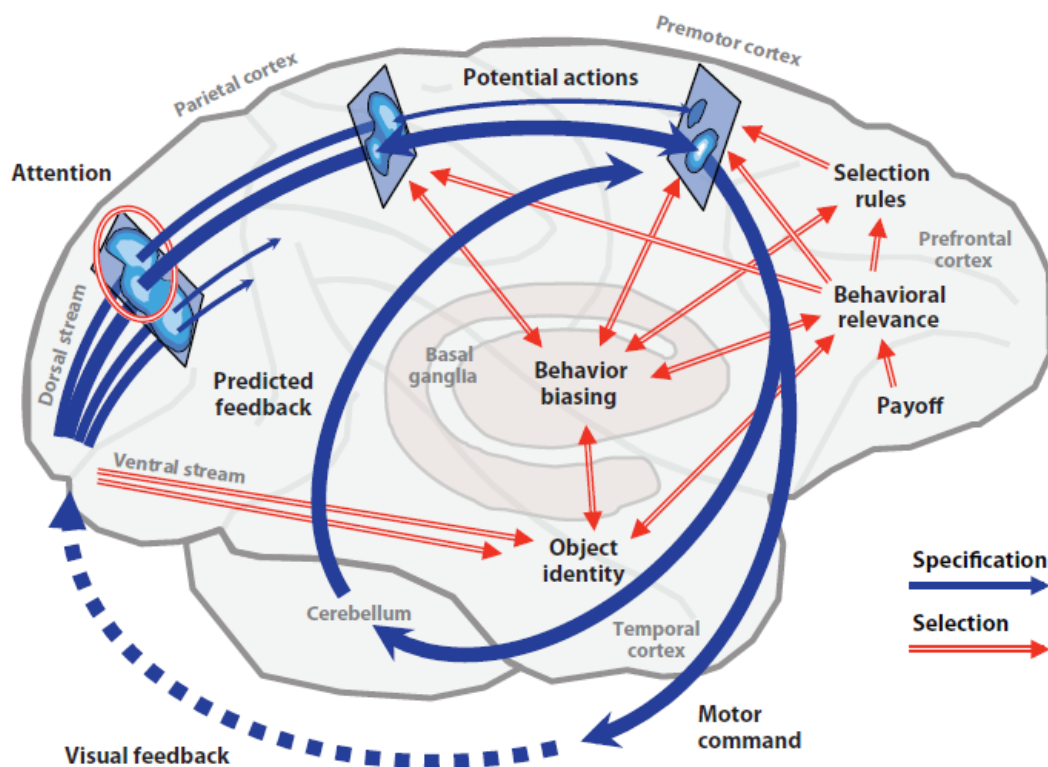 Premotor cortex
Parietal cortex
Potential actions
Attention
Selection
rules
Prefrontal
cortex
Behavioral
relevance
Dorsal stream
Basal
ganglia
Behavior
biasing
Predicted
feedback
Payoff
Ventral stream
Object
identity
Specification
Cerebellum
Selection
Temporal
cortex
Motor
command
Visual feedback